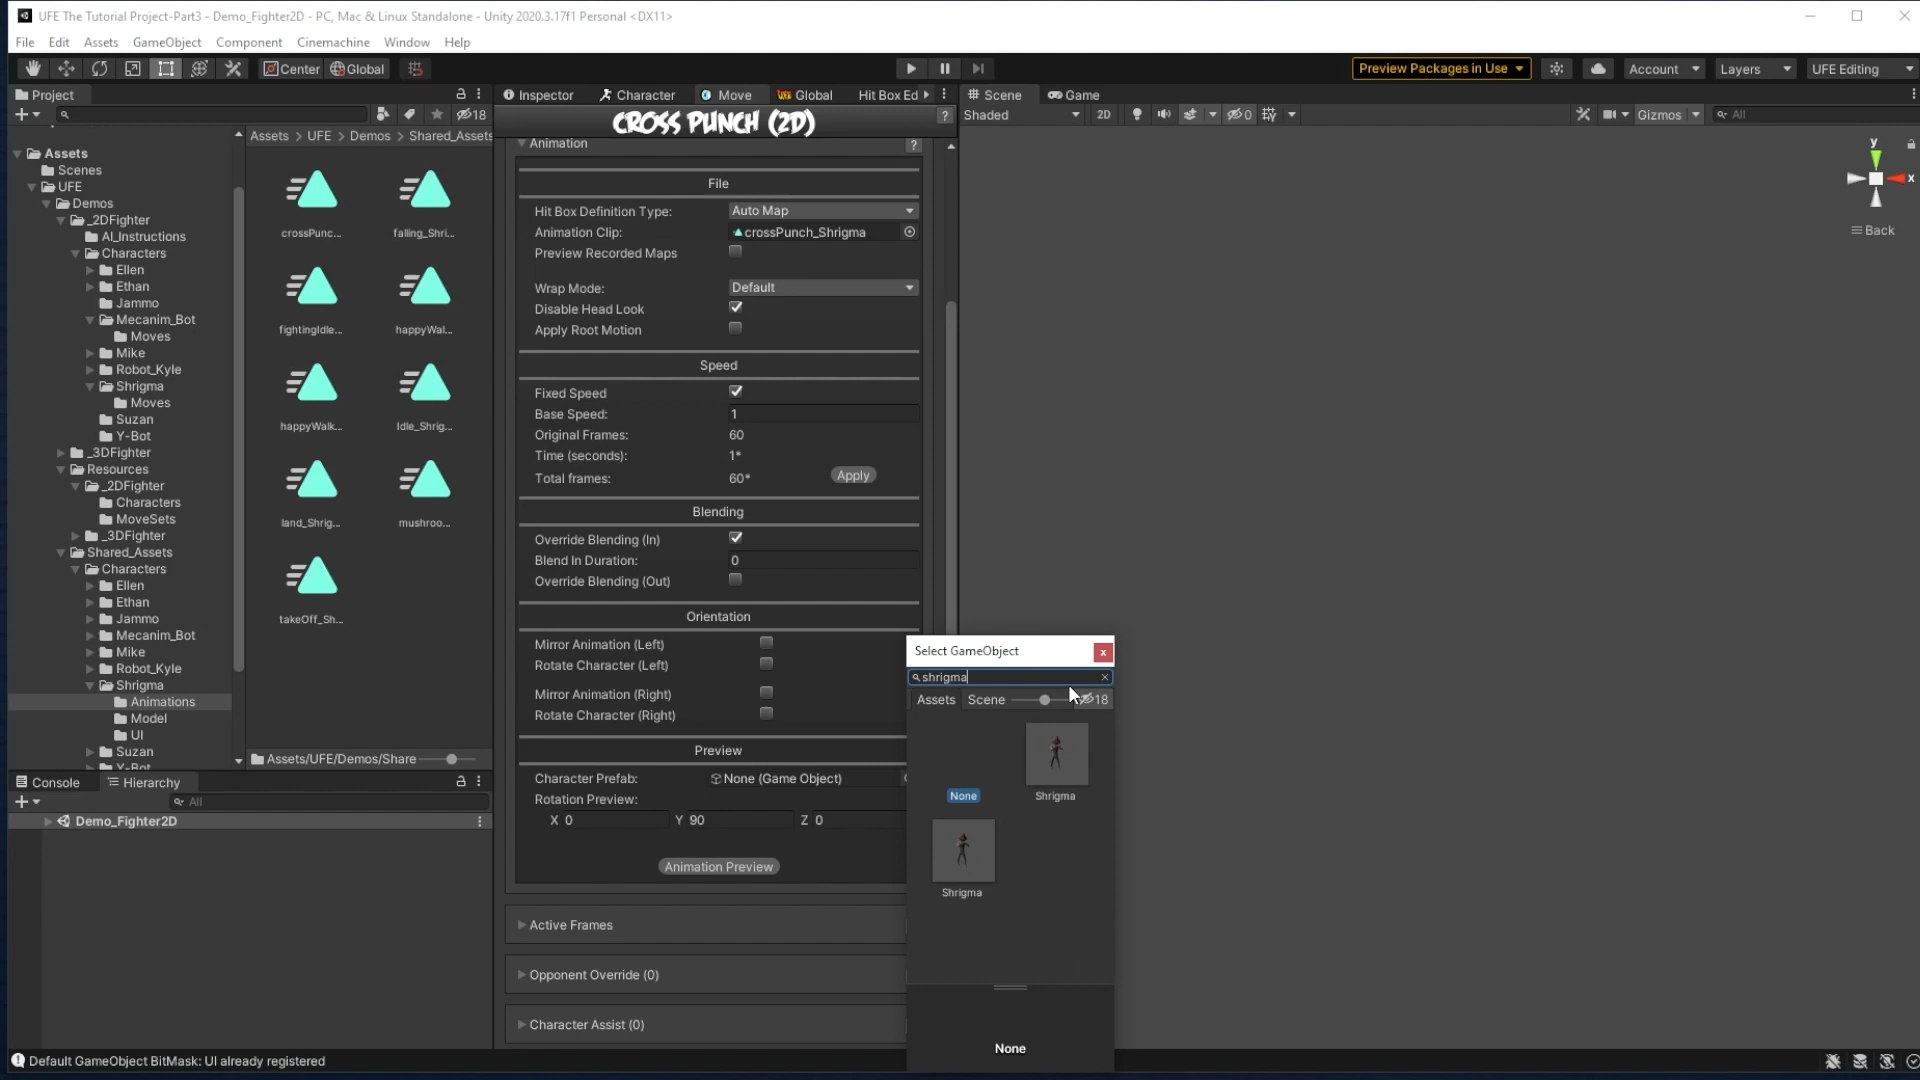 UFE The Tutorial Project-Part3 - Demo_Fighter2D - PC, Mac & Linux Standalone - Unity 2020.3.17f1 Personal <DX11>
File Edit Assets GameObject Component Cinemachine Window Help
Center Global Preview Packages in Use Account Layers UFE Editing
Project
18
Assets
Scenes
UFE
Demos
_2DFighter
AI_Instructions
Characters
Ellen
Ethan
Jammo
Mecanim_Bot
Moves
Mike
Robot_Kyle
Shrigma
Moves
Suzan
Y-Bot
_3DFighter
Resources
_2DFighter
Characters
MoveSets
_3DFighter
Shared_Assets
Characters
Ellen
Ethan
Jammo
Mecanim_Bot
Mike
Robot_Kyle
Shrigma
Animations
Model
UI
Suzan
Y-Bot
Assets > UFE > Demos > Shared_Assets
crossPunc... falling_Shri...
fightingIdle... happyWal...
happyWalk... Idle_Shrig...
land_Shrig... mushroo...
takeOff_Sh...
Assets/UFE/Demos/Share
Console Hierarchy
All
Demo_Fighter2D
Default GameObject BitMask: UI already registered
Inspector Character Move Global Hit Box Ed
CROSS PUNCH (2D) ?
Animation ?
File
Hit Box Definition Type: Auto Map
Animation Clip: crossPunch_Shrigma
Preview Recorded Maps
Wrap Mode: Default
Disable Head Look
Apply Root Motion
Speed
Fixed Speed
Base Speed: 1
Original Frames: 60
Time (seconds): 1*
Total frames: 60* Apply
Blending
Override Blending (In)
Blend In Duration: 0
Override Blending (Out)
Orientation
Mirror Animation (Left)
Rotate Character (Left)
Mirror Animation (Right)
Rotate Character (Right)
Preview
Character Prefab: None (Game Object)
Rotation Preview:
X 0 Y 90 Z 0
Animation Preview
Active Frames
Opponent Override (0)
Character Assist (0)
Scene Game
Shaded 2D 0 Gizmos All
y
x
Back
Select GameObject x
shrigma
Assets Scene 18
None Shrigma
Shrigma
None